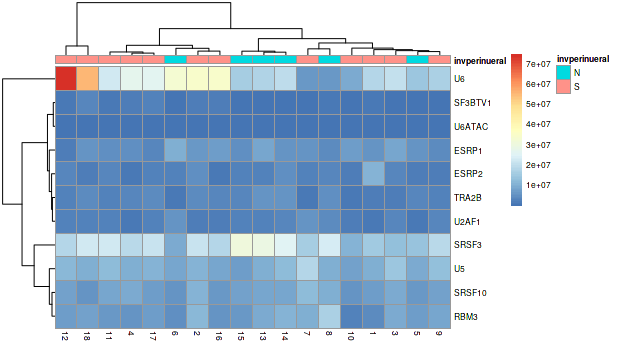 invperinueral
U6
SF3BTV1
U6ATAC
ESRP1
ESRP2
TRA2B
U2AF1
SRSF3
U5
SRSF10
RBM3
12 18 11 4 17 6 2 16 15 13 14 7 8 10 1 3 5 9
7e+07
6e+07
5e+07
4e+07
3e+07
2e+07
1e+07
invperinueral
N
S